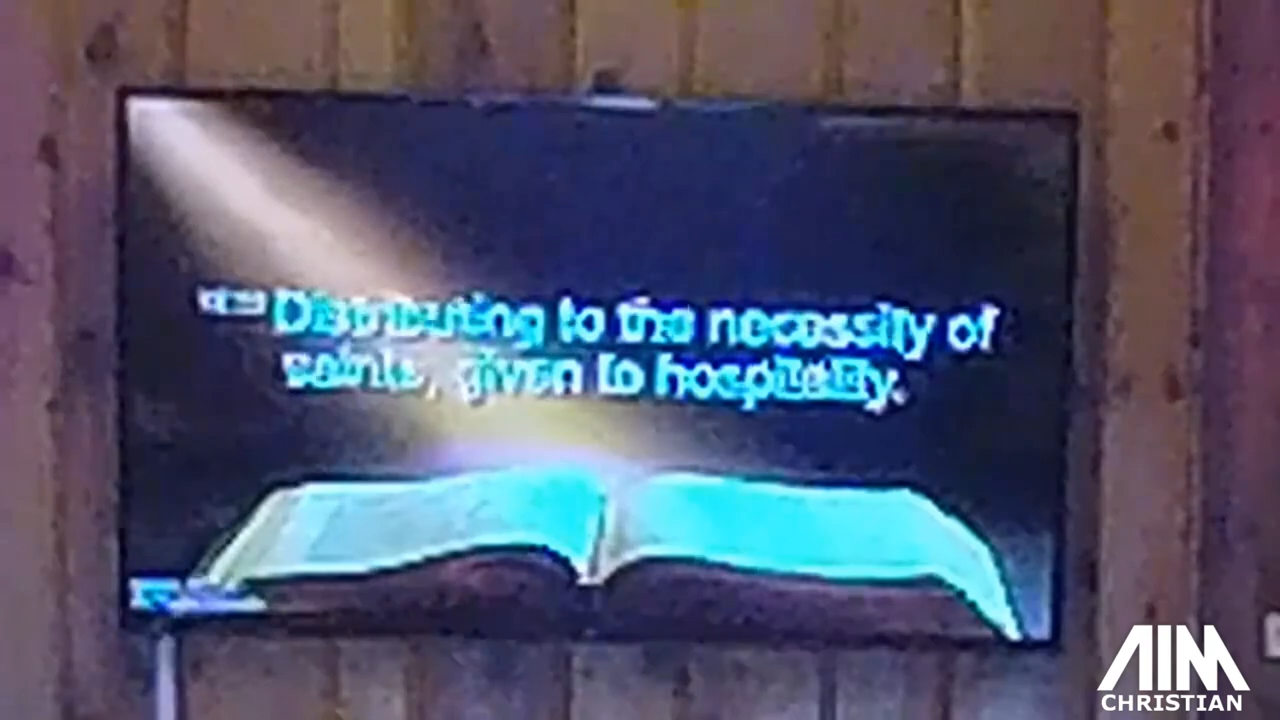 Distributing to the necessity of
saints, given to hospitality.
AIM
CHRISTIAN